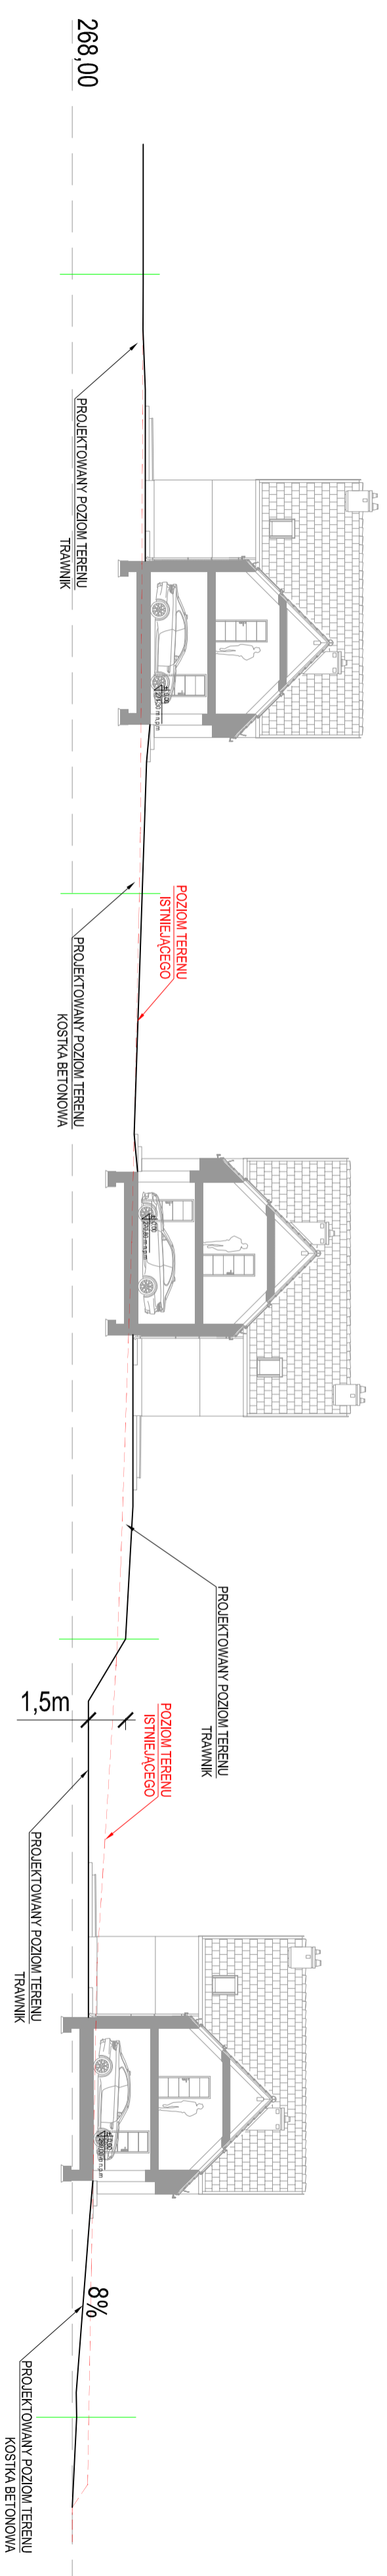 268,00
PROJEKTOWANY POZIOM TERENU
TRAWNIK
PROJEKTOWANY POZIOM TERENU
KOSTKA BETONOWA
POZIOM TERENU
ISTNIEJĄCEGO
PROJEKTOWANY POZIOM TERENU
TRAWNIK
1,5m
POZIOM TERENU
ISTNIEJĄCEGO
PROJEKTOWANY POZIOM TERENU
TRAWNIK
8%
PROJEKTOWANY POZIOM TERENU
KOSTKA BETONOWA